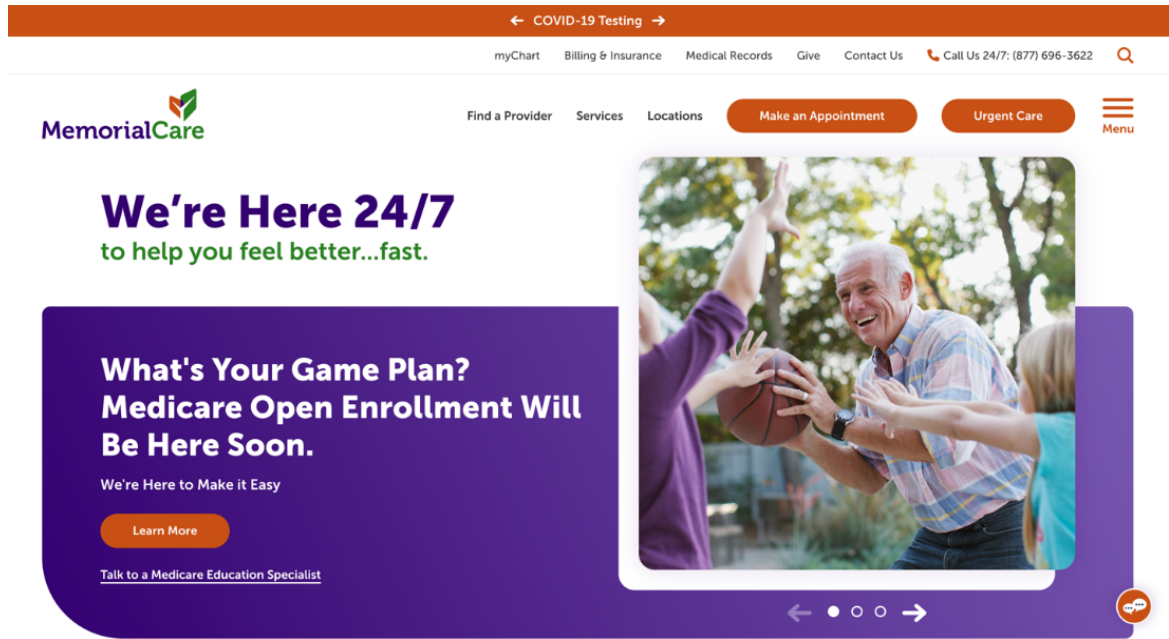 COVID-19 Testing
myChart Billing & Insurance Medical Records Give Contact Us Call Us 24/7: (877) 696-3622
MemorialCare
Find a Provider Services Locations Make an Appointment Urgent Care
Menu
We're Here 24/7
to help you feel better...fast.
What's Your Game Plan?
Medicare Open Enrollment Will
Be Here Soon.
We're Here to Make it Easy
Learn More
Talk to a Medicare Education Specialist